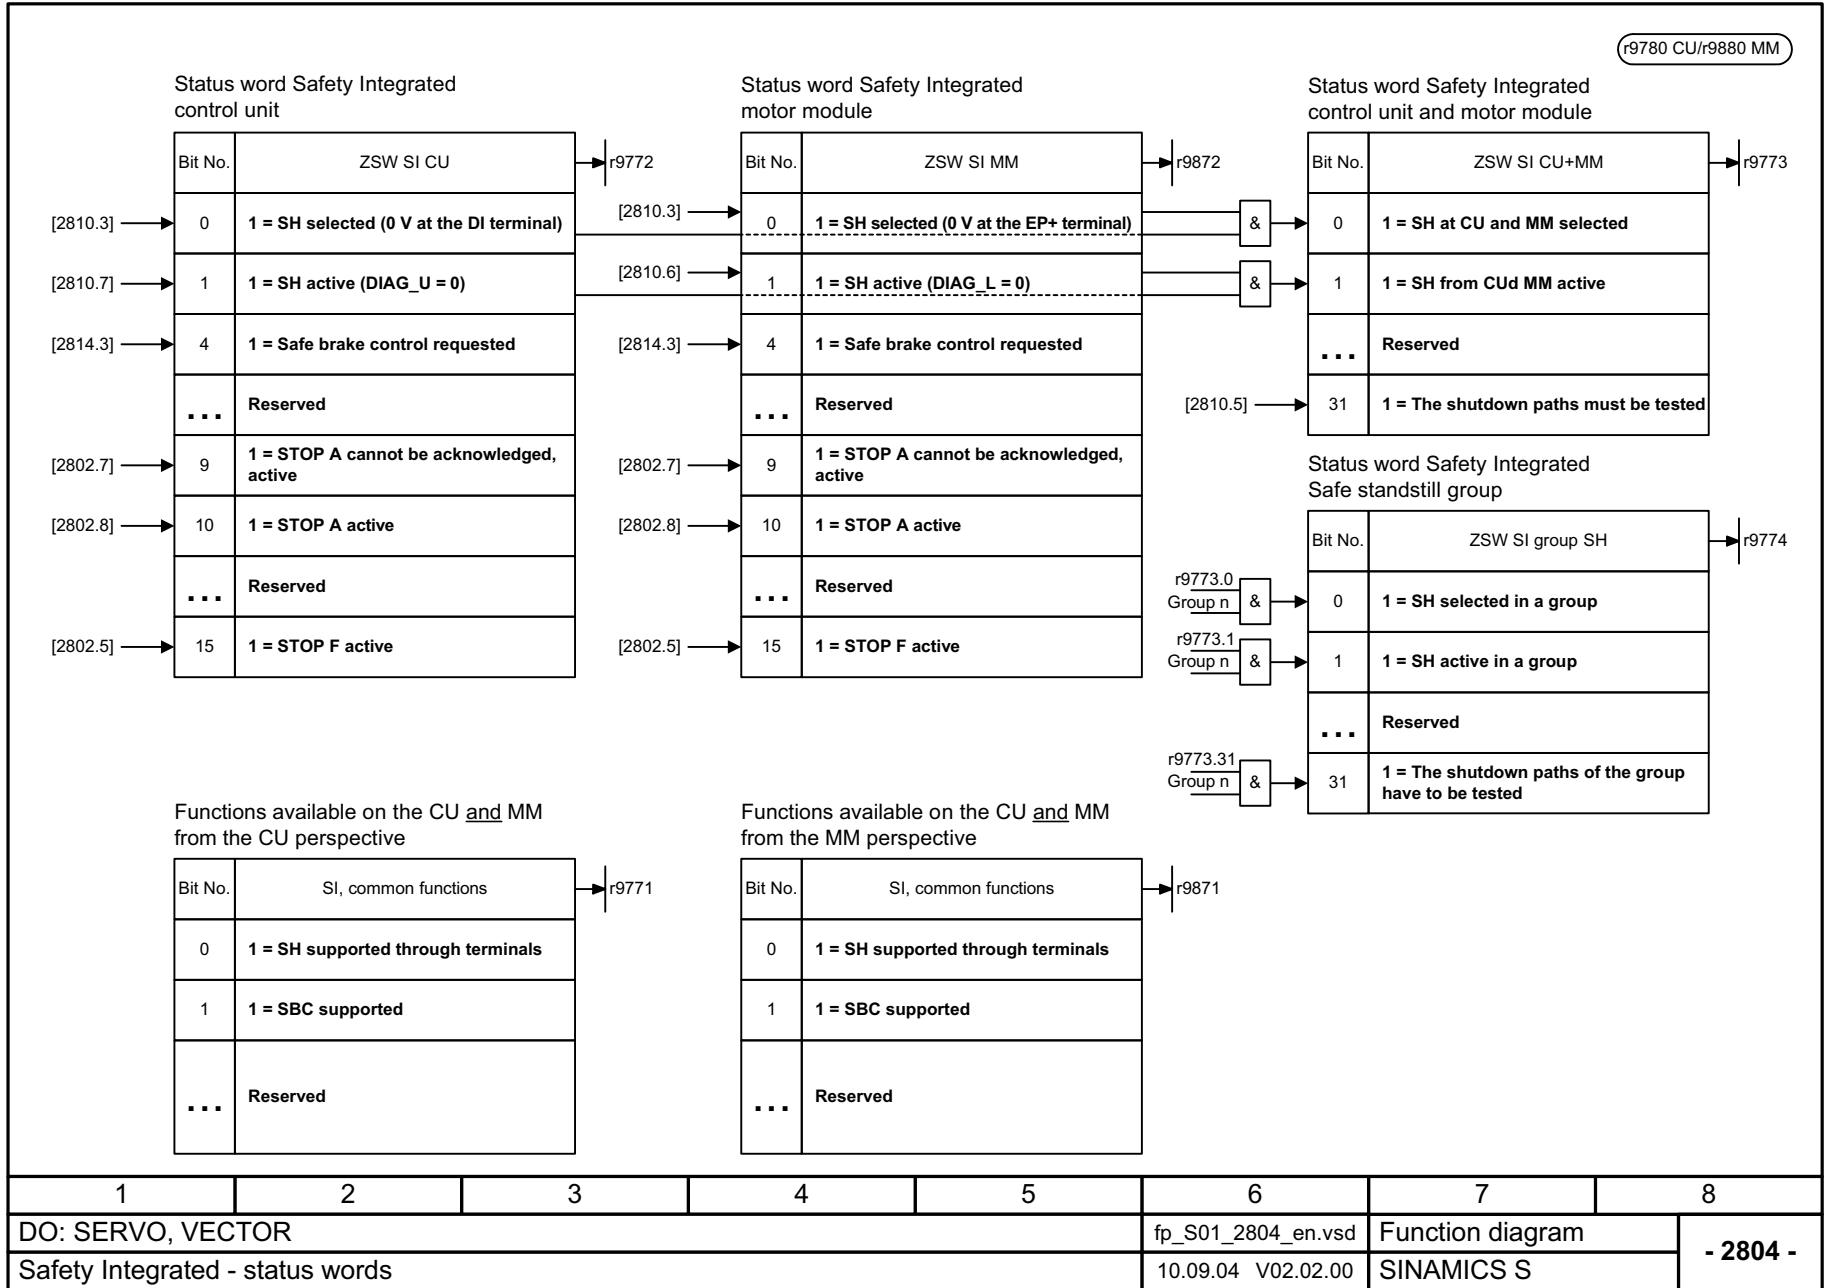 r9780 CU/r9880 MM
Status word Safety Integrated
control unit
Bit No.
ZSW SI CU
r9772
[2810.3]
0
1 = SH selected (0 V at the DI terminal)
[2810.7]
1
1 = SH active (DIAG_U = 0)
[2814.3]
4
1 = Safe brake control requested
...
Reserved
[2802.7]
9
1 = STOP A cannot be acknowledged,
active
[2802.8]
10
1 = STOP A active
...
Reserved
[2802.5]
15
1 = STOP F active
Status word Safety Integrated
motor module
Bit No.
ZSW SI MM
r9872
[2810.3]
0
1 = SH selected (0 V at the EP+ terminal)
[2810.6]
1
1 = SH active (DIAG_L = 0)
[2814.3]
4
1 = Safe brake control requested
...
Reserved
[2802.7]
9
1 = STOP A cannot be acknowledged,
active
[2802.8]
10
1 = STOP A active
...
Reserved
[2802.5]
15
1 = STOP F active
Status word Safety Integrated
control unit and motor module
Bit No.
ZSW SI CU+MM
r9773
&
0
1 = SH at CU and MM selected
&
1
1 = SH from CUd MM active
...
Reserved
[2810.5]
31
1 = The shutdown paths must be tested
Status word Safety Integrated
Safe standstill group
Bit No.
ZSW SI group SH
r9774
r9773.0
Group n
&
0
1 = SH selected in a group
r9773.1
Group n
&
1
1 = SH active in a group
...
Reserved
r9773.31
Group n
&
31
1 = The shutdown paths of the group
have to be tested
Functions available on the CU and MM
from the CU perspective
Bit No.
SI, common functions
r9771
0
1 = SH supported through terminals
1
1 = SBC supported
...
Reserved
Functions available on the CU and MM
from the MM perspective
Bit No.
SI, common functions
r9871
0
1 = SH supported through terminals
1
1 = SBC supported
...
Reserved
1 2 3 4 5 6 7 8
DO: SERVO, VECTOR
fp_S01_2804_en.vsd
Function diagram
- 2804 -
Safety Integrated - status words
10.09.04 V02.02.00
SINAMICS S